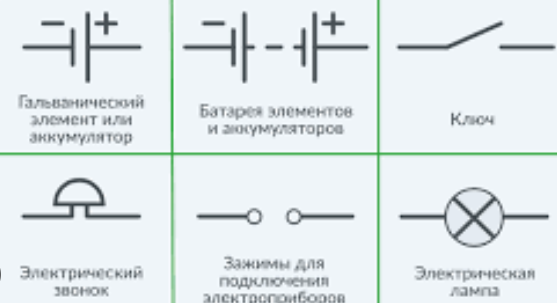 − +
− +
Гальванический
элемент или
аккумулятор
Батарея элементов
и аккумуляторов
Ключ
Электрический
звонок
Зажимы для
подключения
электроприборов
Электрическая
лампа